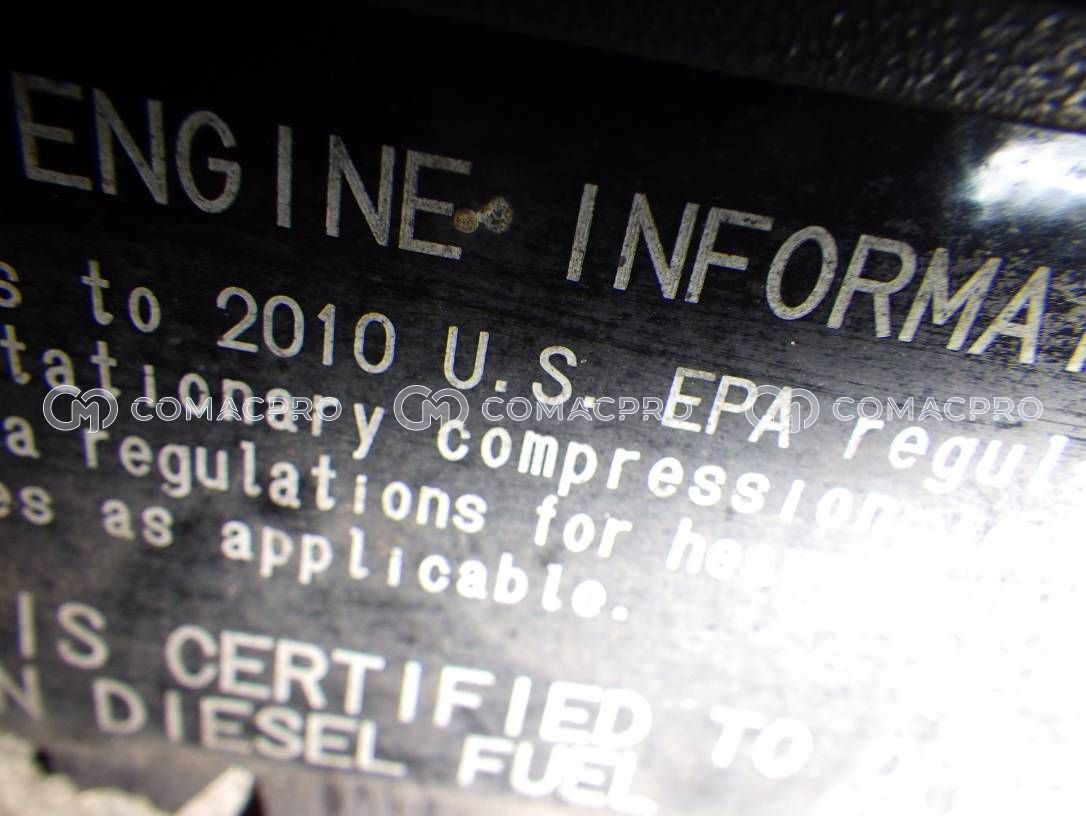 ENGINE INFORMA
s to 2010 U.S. EPA regul
tationary compression-
a regulations for hea
es as applicable.
IS CERTIFIED TO O
N DIESEL FUEL
COMACPRO COMACPRO COMACPRO